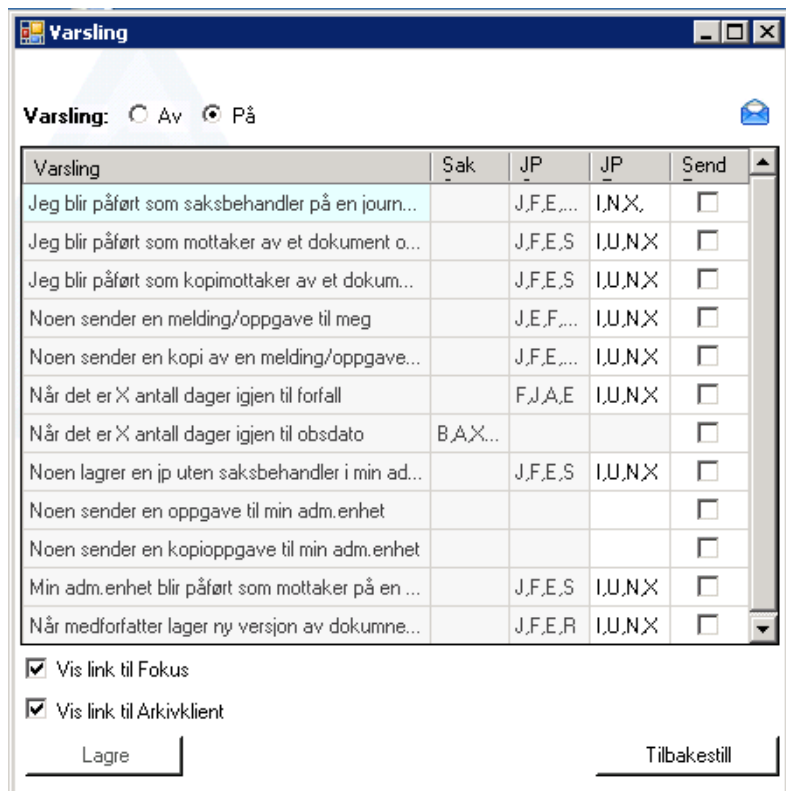 Varsling
Varsling: Av På
Varsling Sak JP JP Send
Jeg blir påført som saksbehandler på en journ... J,F,E,... I,N,X,
Jeg blir påført som mottaker av et dokument o... J,F,E,S I,U,N,X
Jeg blir påført som kopimottaker av et dokum... J,F,E,S I,U,N,X
Noen sender en melding/oppgave til meg J,E,F,... I,U,N,X
Noen sender en kopi av en melding/oppgave... J,F,E,... I,U,N,X
Når det er X antall dager igjen til forfall F,J,A,E I,U,N,X
Når det er X antall dager igjen til obsdato B,A,X...
Noen lagrer en jp uten saksbehandler i min ad... J,F,E,S I,U,N,X
Noen sender en oppgave til min adm.enhet
Noen sender en kopioppgave til min adm.enhet
Min adm.enhet blir påført som mottaker på en ... J,F,E,S I,U,N,X
Når medforfatter lager ny versjon av dokumne... J,F,E,R I,U,N,X
Vis link til Fokus
Vis link til Arkivklient
Lagre Tilbakestill